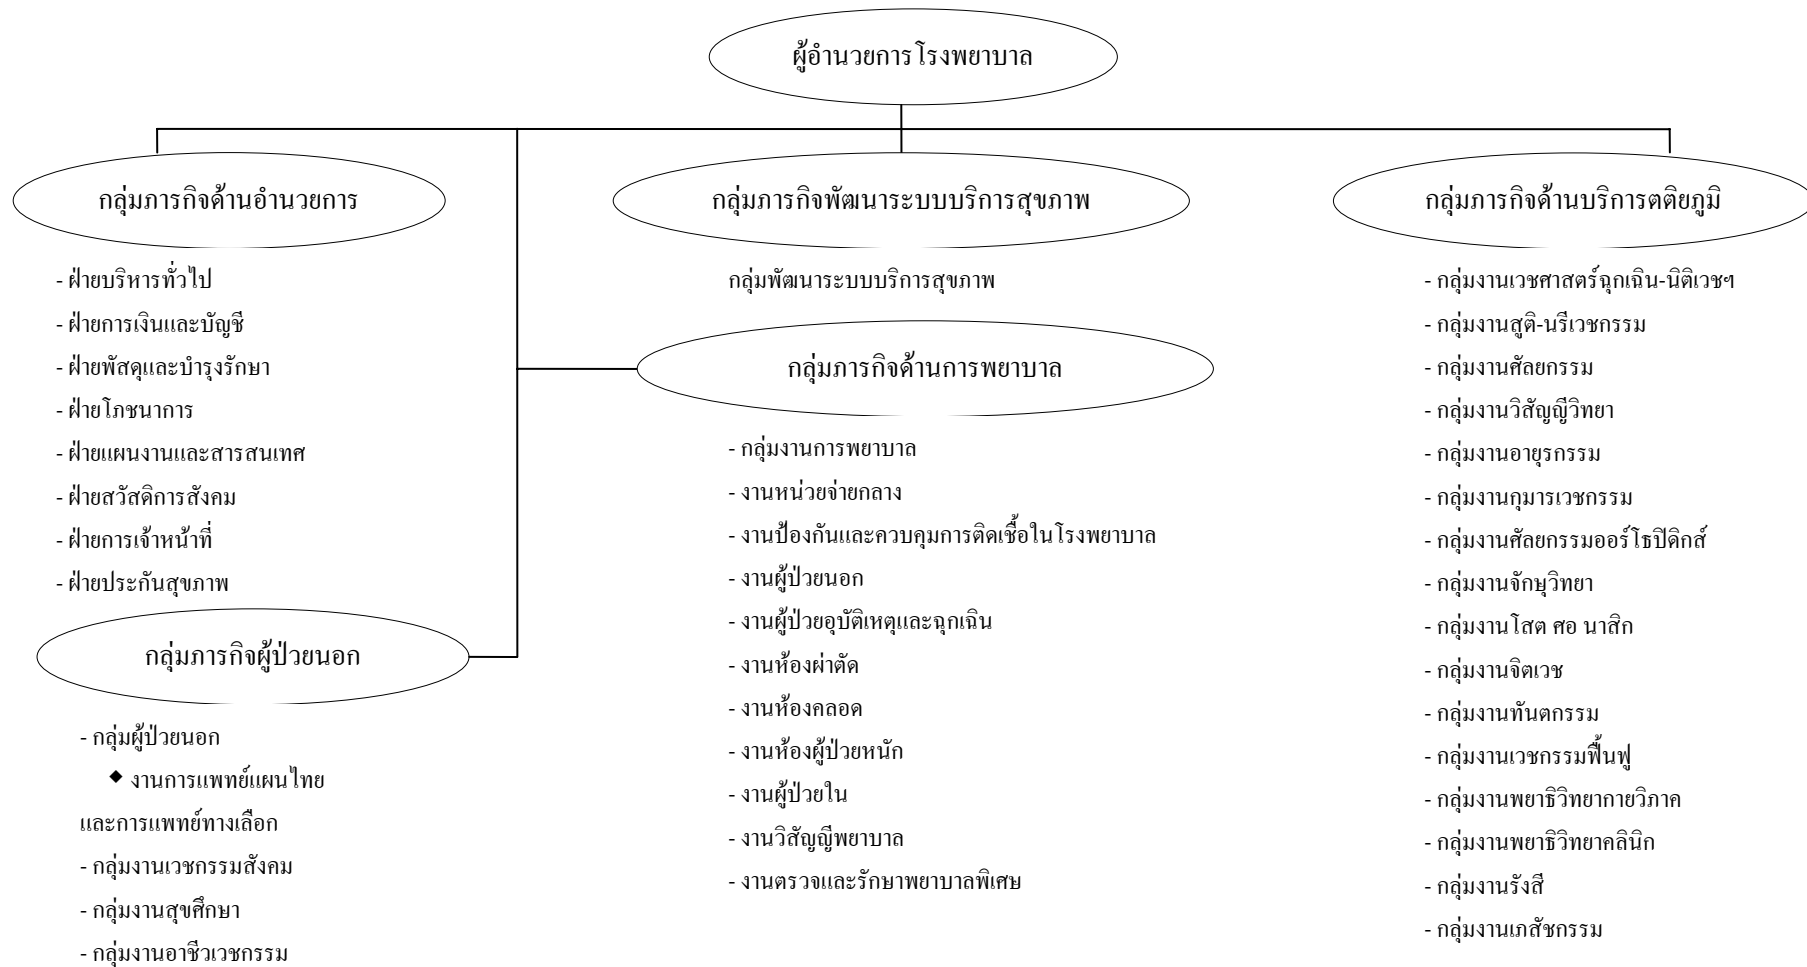 ผู้อำนวยการโรงพยาบาล
กลุ่มภารกิจด้านอำนวยการ
- ฝ่ายบริหารทั่วไป
- ฝ่ายการเงินและบัญชี
- ฝ่ายพัสดุและบำรุงรักษา
- ฝ่ายโภชนาการ
- ฝ่ายแผนงานและสารสนเทศ
- ฝ่ายสวัสดิการสังคม
- ฝ่ายการเจ้าหน้าที่
- ฝ่ายประกันสุขภาพ
กลุ่มภารกิจผู้ป่วยนอก
- กลุ่มผู้ป่วยนอก
◆ งานการแพทย์แผนไทย
และการแพทย์ทางเลือก
- กลุ่มงานเวชกรรมสังคม
- กลุ่มงานสุขศึกษา
- กลุ่มงานอาชีวเวชกรรม
กลุ่มภารกิจพัฒนาระบบบริการสุขภาพ
กลุ่มพัฒนาระบบบริการสุขภาพ
กลุ่มภารกิจด้านการพยาบาล
- กลุ่มงานการพยาบาล
- งานหน่วยจ่ายกลาง
- งานป้องกันและควบคุมการติดเชื้อในโรงพยาบาล
- งานผู้ป่วยนอก
- งานผู้ป่วยอุบัติเหตุและฉุกเฉิน
- งานห้องผ่าตัด
- งานห้องคลอด
- งานห้องผู้ป่วยหนัก
- งานผู้ป่วยใน
- งานวิสัญญีพยาบาล
- งานตรวจและรักษาพยาบาลพิเศษ
กลุ่มภารกิจด้านบริการตติยภูมิ
- กลุ่มงานเวชศาสตร์ฉุกเฉิน-นิติเวชฯ
- กลุ่มงานสูติ-นรีเวชกรรม
- กลุ่มงานศัลยกรรม
- กลุ่มงานวิสัญญีวิทยา
- กลุ่มงานอายุรกรรม
- กลุ่มงานกุมารเวชกรรม
- กลุ่มงานศัลยกรรมออร์โธปิดิกส์
- กลุ่มงานจักษุวิทยา
- กลุ่มงานโสต ศอ นาสิก
- กลุ่มงานจิตเวช
- กลุ่มงานทันตกรรม
- กลุ่มงานเวชกรรมฟื้นฟู
- กลุ่มงานพยาธิวิทยากายวิภาค
- กลุ่มงานพยาธิวิทยาคลินิก
- กลุ่มงานรังสี
- กลุ่มงานเภสัชกรรม